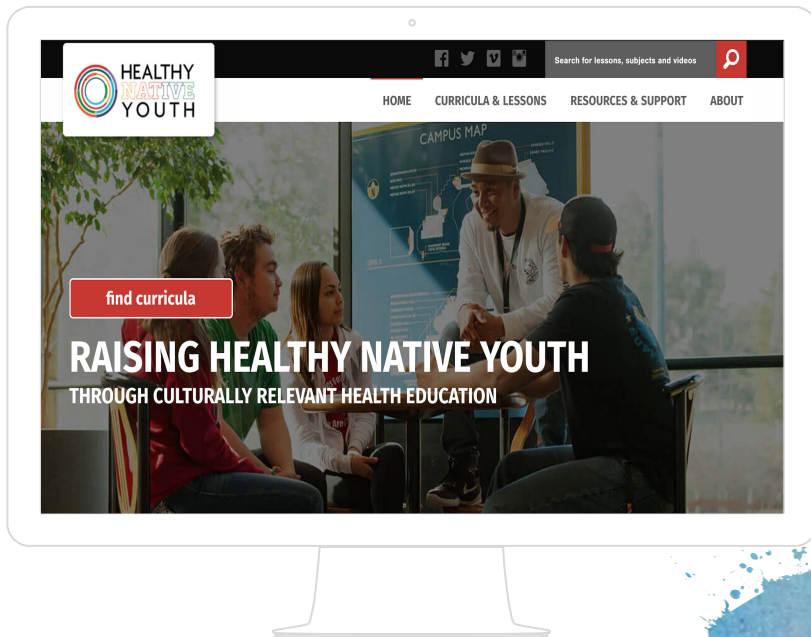 HEALTHY
NATIVE
YOUTH
Search for lessons, subjects and videos
HOME CURRICULA & LESSONS RESOURCES & SUPPORT ABOUT
CAMPUS MAP
find curricula
RAISING HEALTHY NATIVE YOUTH
THROUGH CULTURALLY RELEVANT HEALTH EDUCATION